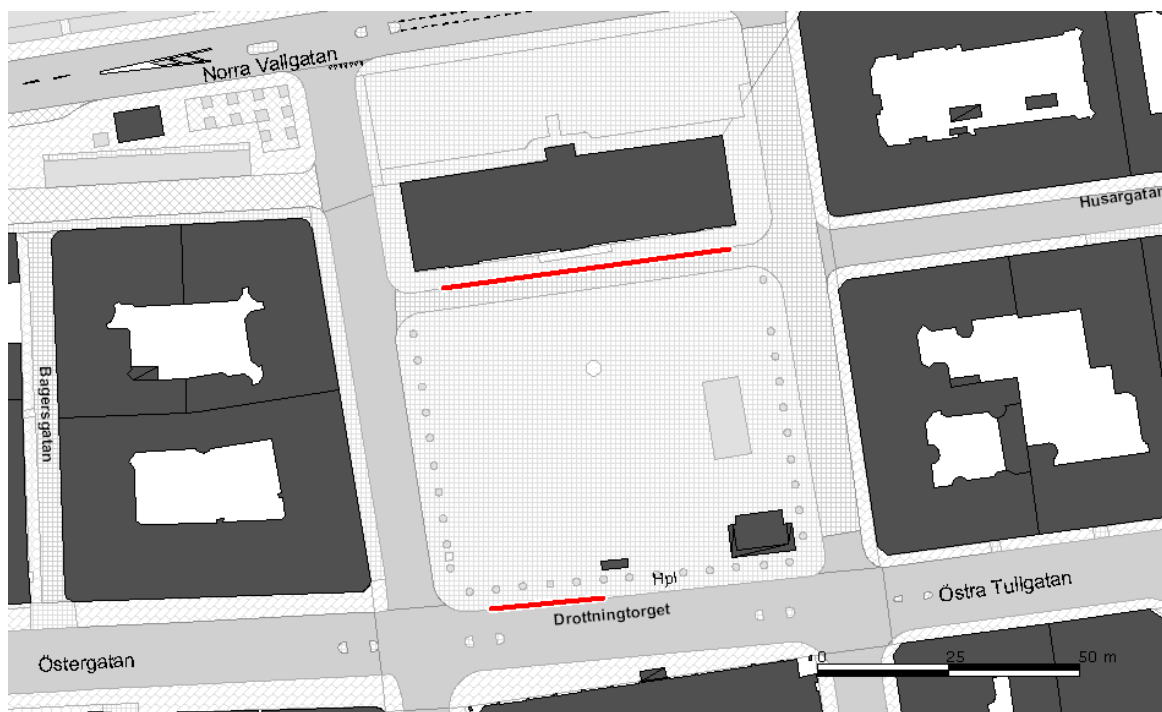 Norra Vallgatan
Husargatan
Bagersgatan
Hpl
Östra Tullgatan
Drottningtorget
Östergatan
0 25 50 m